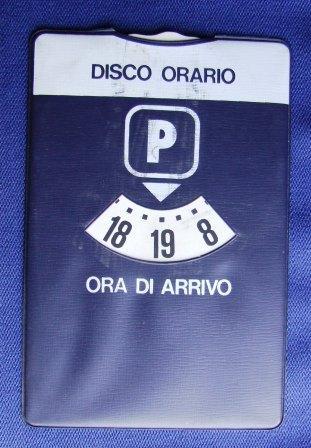 DISCO ORARIO
P
18 19 8
ORA DI ARRIVO